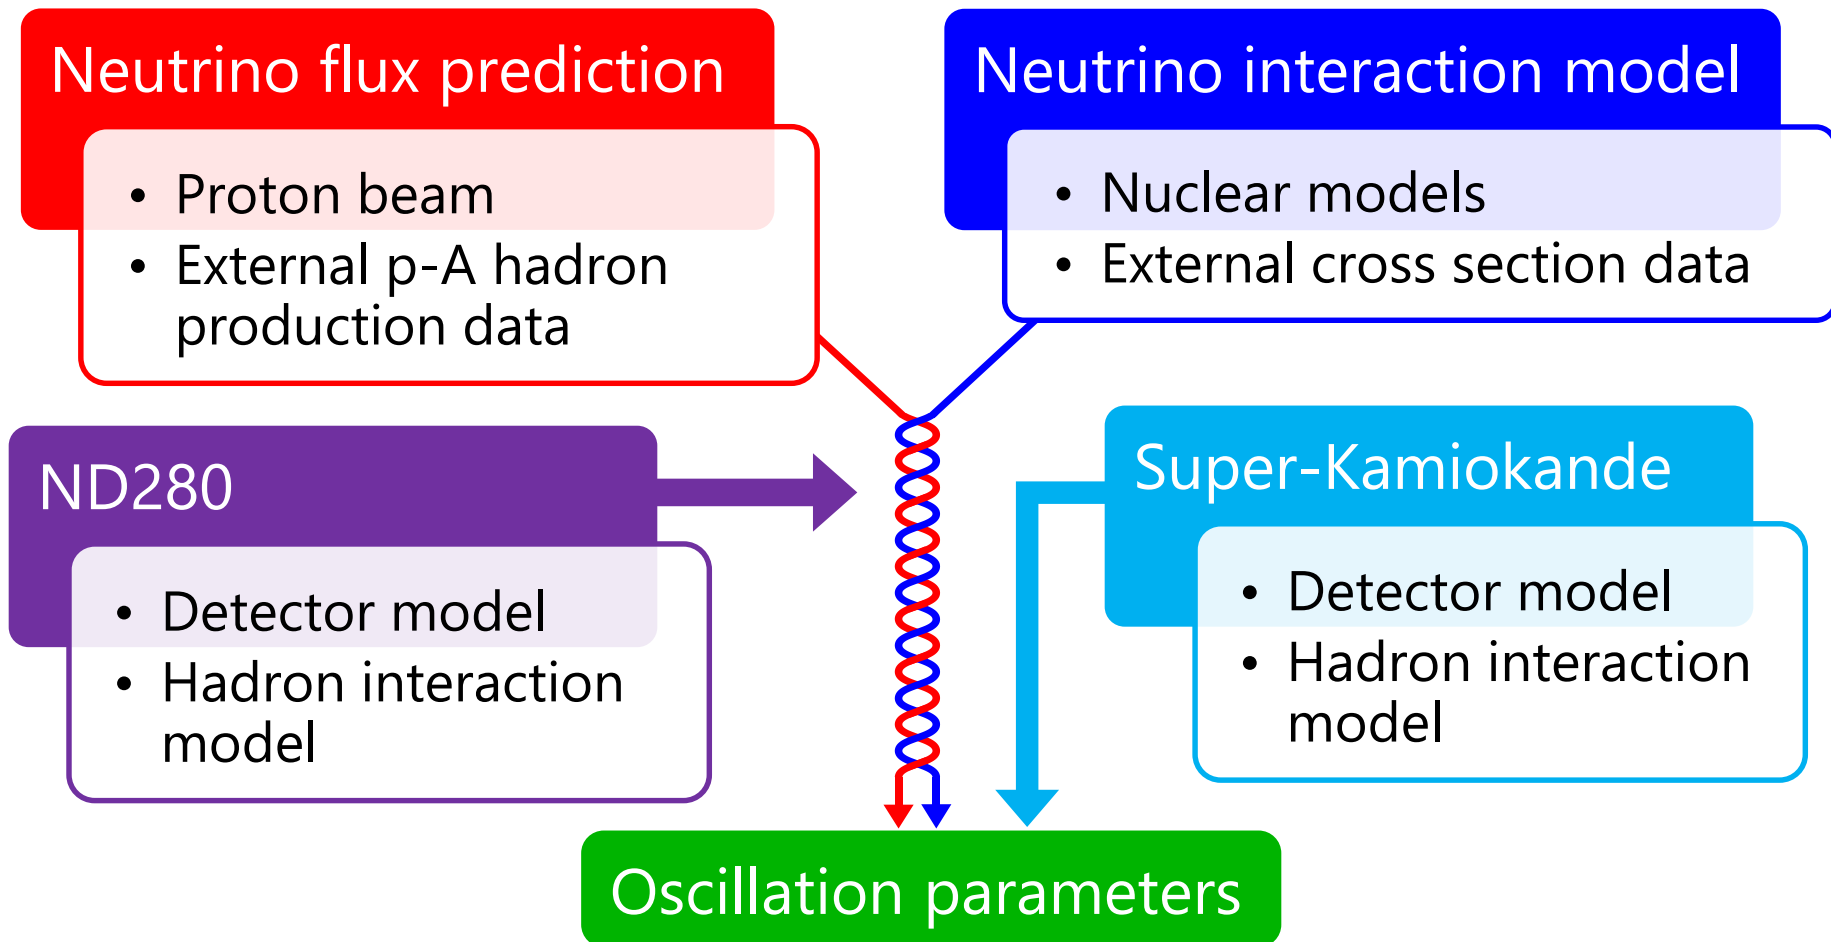 Neutrino flux prediction
• Proton beam
• External p-A hadron
production data
Neutrino interaction model
• Nuclear models
• External cross section data
ND280
• Detector model
• Hadron interaction
model
Super-Kamiokande
• Detector model
• Hadron interaction
model
Oscillation parameters